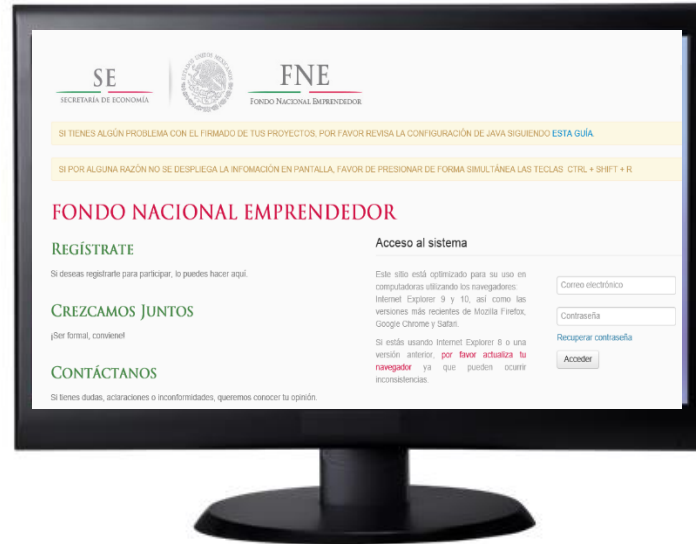 SE
SECRETARÍA DE ECONOMÍA
FNE
FONDO NACIONAL EMPRENDEDOR
SI TIENES ALGÚN PROBLEMA CON EL FIRMADO DE TUS PROYECTOS, POR FAVOR REVISA LA CONFIGURACIÓN DE JAVA SIGUIENDO ESTA GUÍA.
SI POR ALGUNA RAZÓN NO SE DESPLIEGA LA INFOMACIÓN EN PANTALLA, FAVOR DE PRESIONAR DE FORMA SIMULTÁNEA LAS TECLAS CTRL + SHIFT + R
FONDO NACIONAL EMPRENDEDOR
REGÍSTRATE
Si deseas registrarte para participar, lo puedes hacer aquí.
CREZCAMOS JUNTOS
¡Ser formal, conviene!
CONTÁCTANOS
Si tienes dudas, aclaraciones o inconformidades, queremos conocer tu opinión.
Acceso al sistema
Este sitio está optimizado para su uso en
computadoras utilizando los navegadores:
Internet Explorer 9 y 10, así como las
versiones más recientes de Mozilla Firefox,
Google Chrome y Safari.
Si estás usando Internet Explorer 8 o una
versión anterior, por favor actualiza tu
navegador ya que pueden ocurrir
inconsistencias.
Correo electrónico
Contraseña
Recuperar contraseña
Acceder